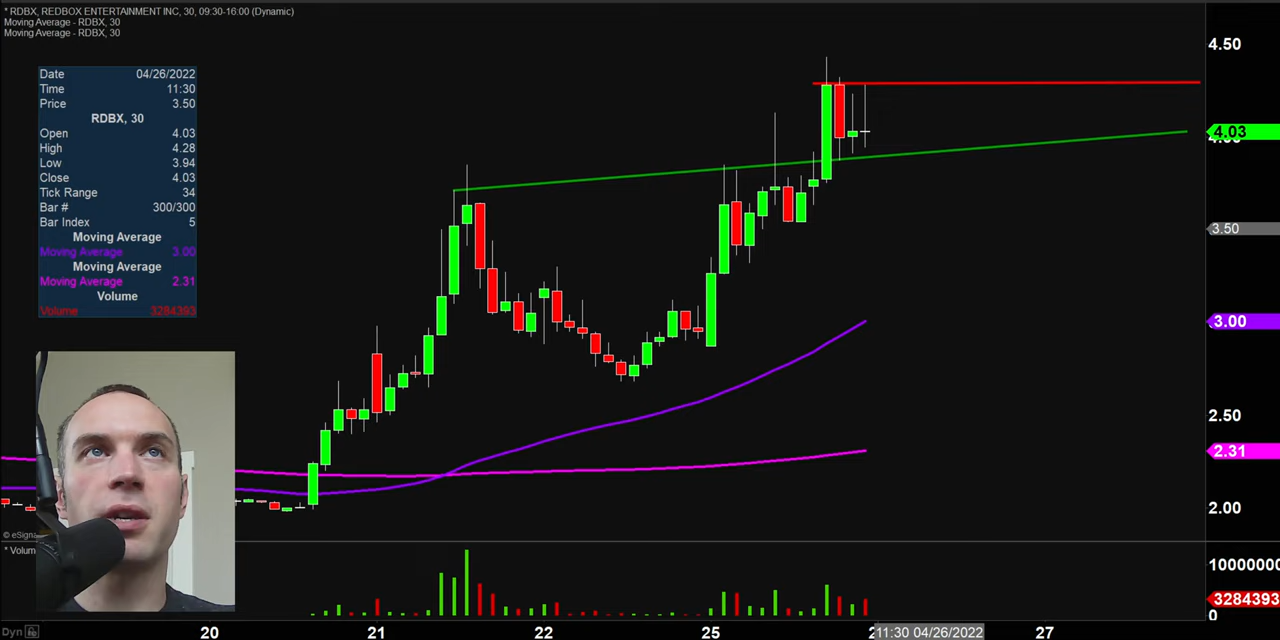 * RDBX, REDBOX ENTERTAINMENT INC, 30, 09:30-16:00 (Dynamic)
Moving Average - RDBX, 30
Moving Average - RDBX, 30
Date 04/26/2022
Time 11:30
Price 3.50
RDBX, 30
Open 4.03
High 4.28
Low 3.94
Close 4.03
Tick Range 34
Bar # 300/300
Bar Index 5
Moving Average
Moving Average 3.00
Moving Average
Moving Average 2.31
Volume
Volume 3284393
4.50
4.03
3.50
3.00
2.50
2.31
2.00
© eSigna
* Volum
10000000
3284393
0
Dyn
20
21
22
25
11:30 04/26/2022
27